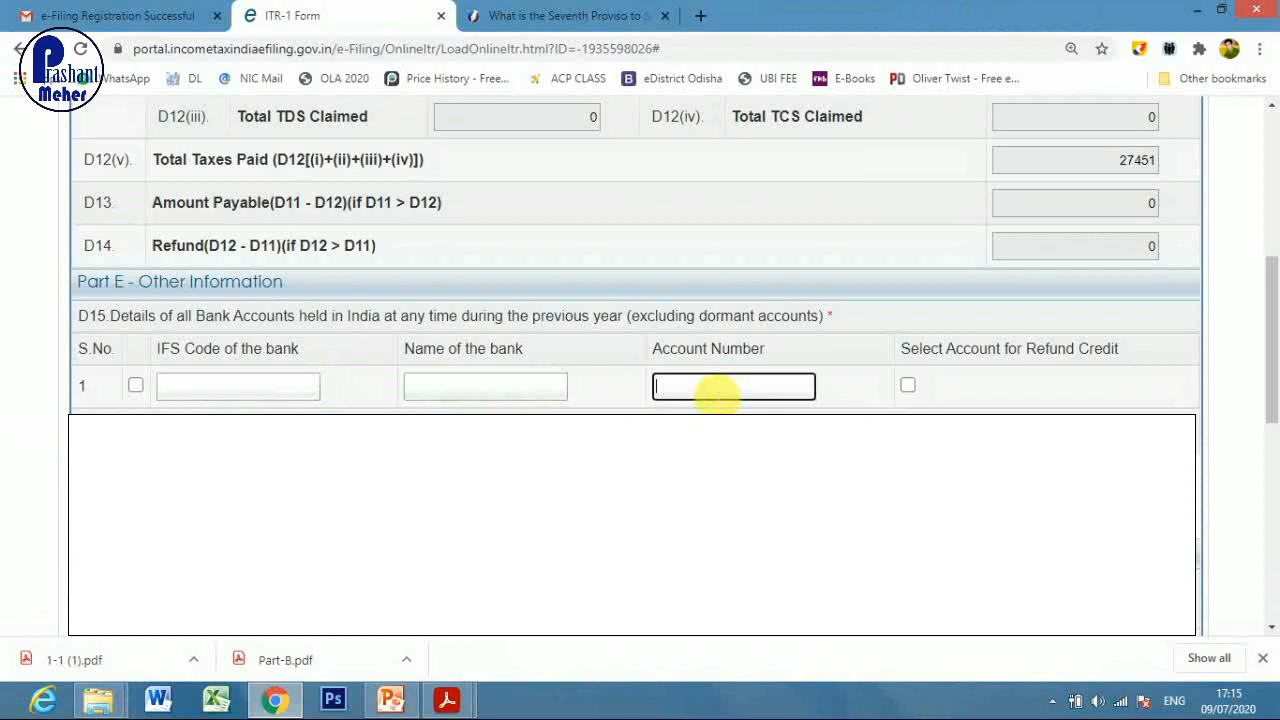 e-Filing Registration Successful
ITR-1 Form
What is the Seventh Proviso to
portal.incometaxindiaefiling.gov.in/e-Filing/OnlineItr/LoadOnlineItr.html?ID=-1935598026#
Prashant
Meher
WhatsApp
DL
NIC Mail
OLA 2020
Price History - Free...
ACP CLASS
eDistrict Odisha
UBI FEE
E-Books
Oliver Twist - Free e...
Other bookmarks
D12(iii). Total TDS Claimed 0 D12(iv). Total TCS Claimed 0
D12(v). Total Taxes Paid (D12[(i)+(ii)+(iii)+(iv)]) 27451
D13. Amount Payable(D11 - D12)(if D11 > D12) 0
D14. Refund(D12 - D11)(if D12 > D11) 0
Part E - Other Information
D15.Details of all Bank Accounts held in India at any time during the previous year (excluding dormant accounts) *
S.No. IFS Code of the bank Name of the bank Account Number Select Account for Refund Credit
1
1-1 (1).pdf
Part-B.pdf
Show all
ENG
17:15
09/07/2020